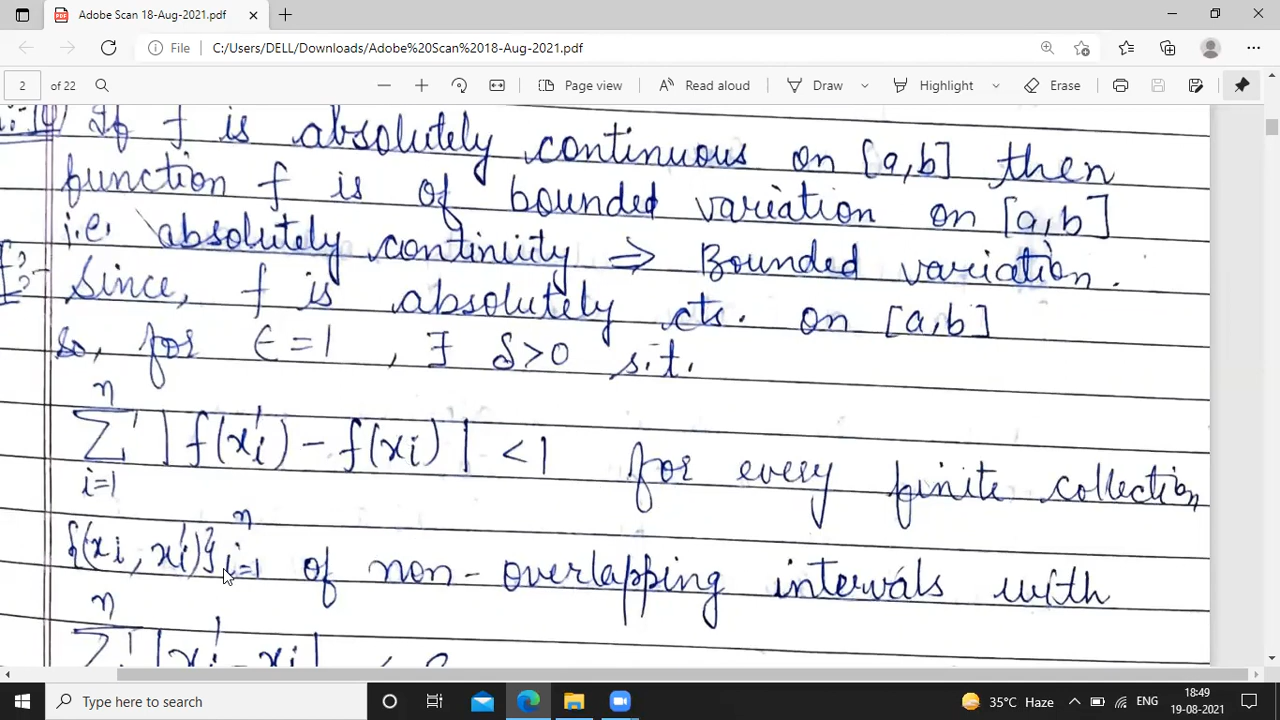 Adobe Scan 18-Aug-2021.pdf
File C:/Users/DELL/Downloads/Adobe%20Scan%2018-Aug-2021.pdf
2 of 22 Page view Read aloud Draw Highlight Erase
If f is absolutely continuous on [a,b] then
function f is of bounded variation on [a,b]
i.e. absolutely continuity ⇒ Bounded variation.
Since, f is absolutely cts. on [a,b]
so, for ε = 1, ∃ δ>0 s.t.
n
∑ |f(xi') - f(xi)| < 1 for every finite collection
i=1
{(xi, xi')}i=1 n of non-overlapping intervals with
n
∑ |xi' - xi| <
Type here to search 35°C Haze ENG 18:49
19-08-2021